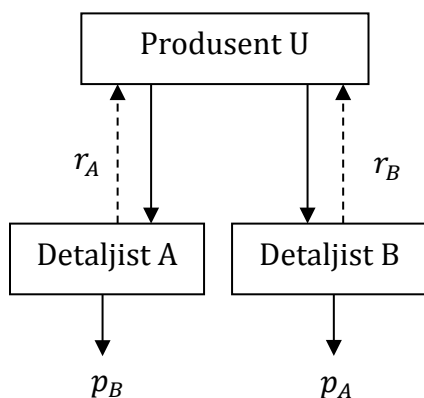 Produsent U
r_A
r_B
Detaljist A
Detaljist B
p_B
p_A